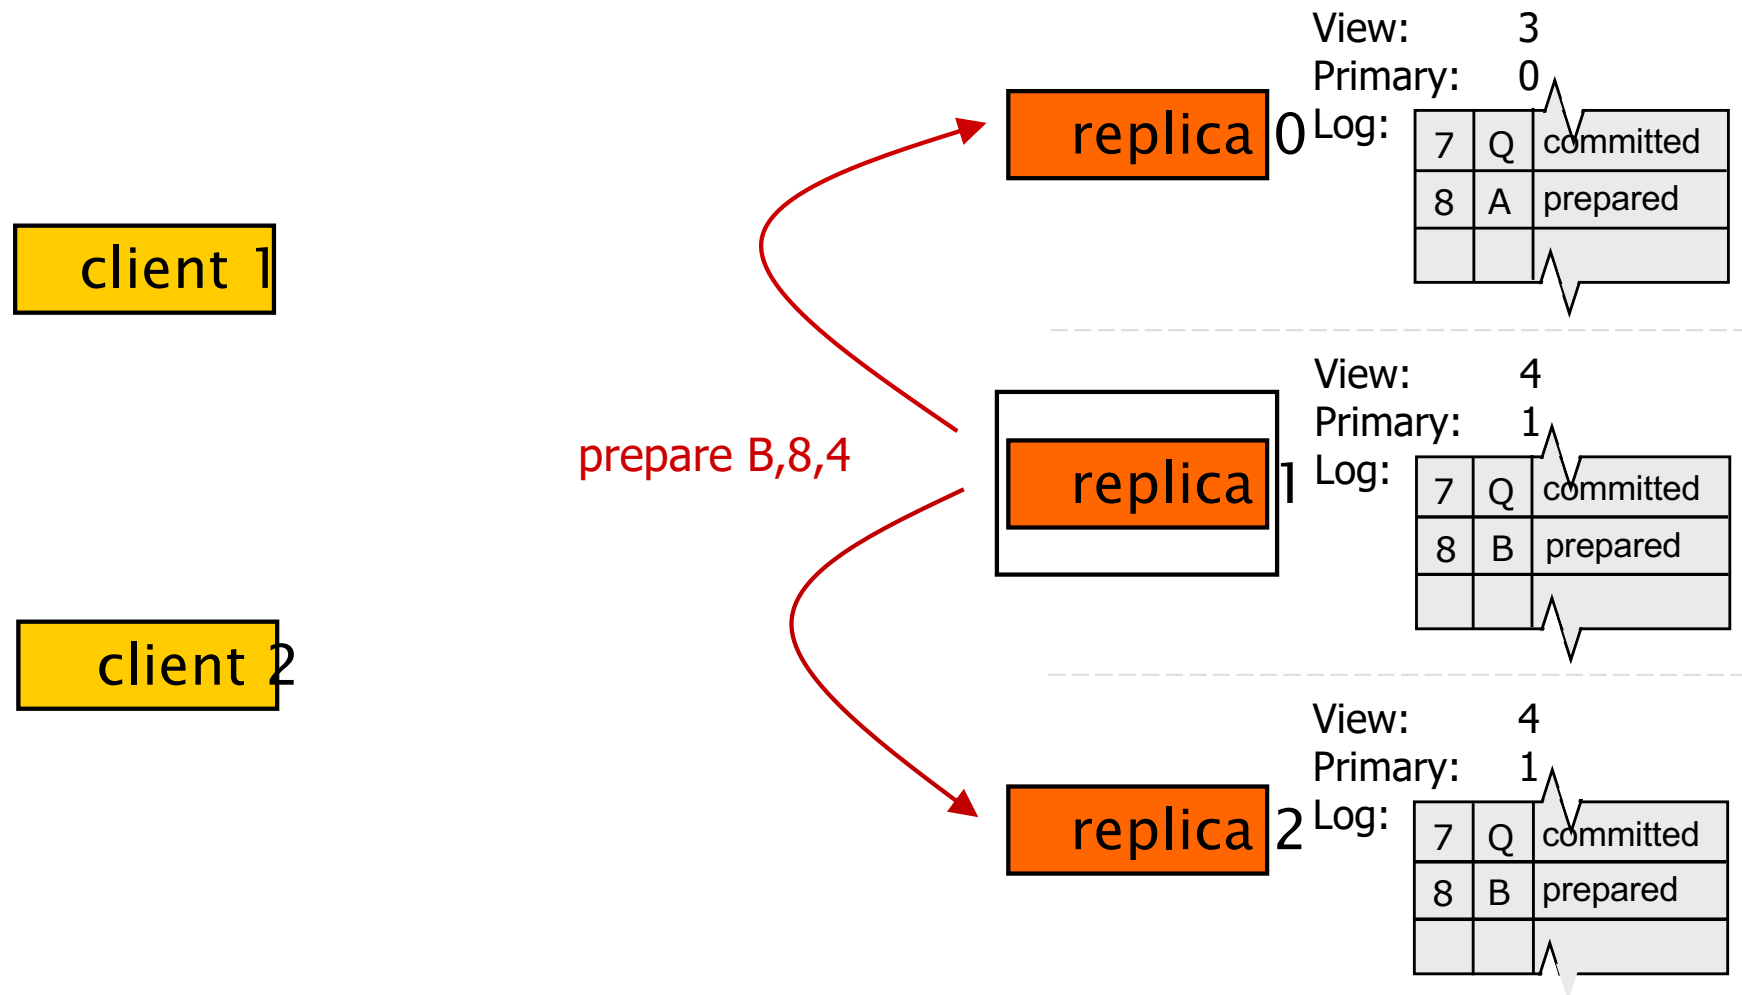 client 1
client 2
prepare B,8,4
replica 0
View: 3
Primary: 0
Log:
7 Q committed
8 A prepared
replica 1
View: 4
Primary: 1
Log:
7 Q committed
8 B prepared
replica 2
View: 4
Primary: 1
Log:
7 Q committed
8 B prepared